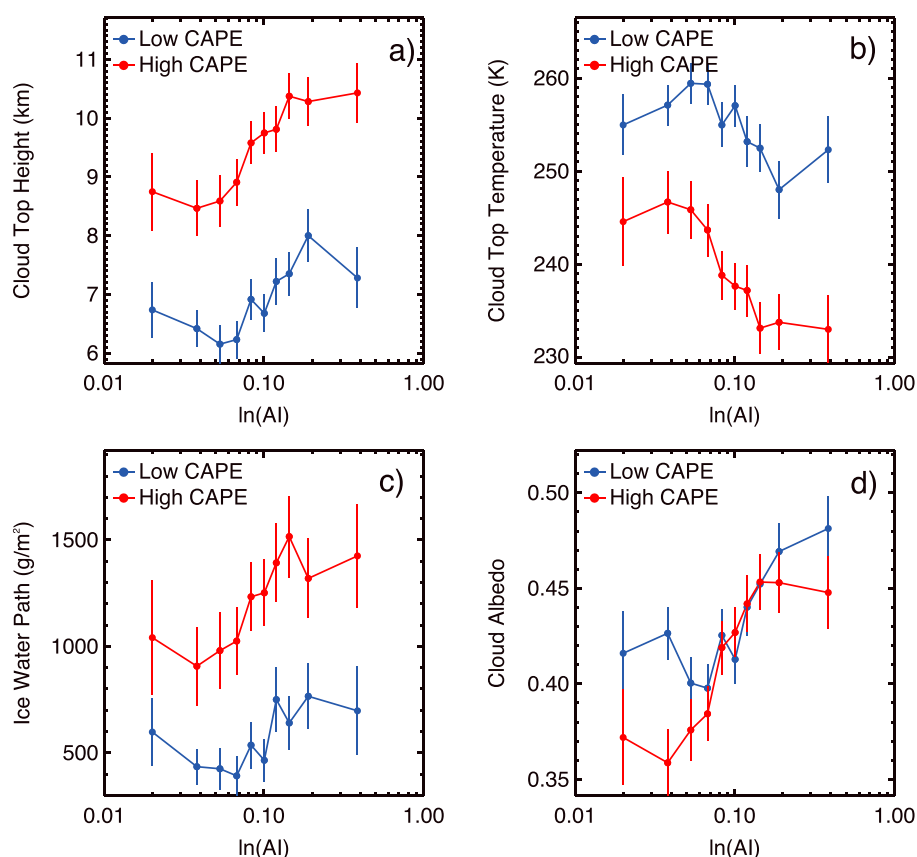 a)
Low CAPE
High CAPE
Cloud Top Height (km)
11
10
9
8
7
6
0.01
0.10
1.00
ln(AI)
b)
Low CAPE
High CAPE
Cloud Top Temperature (K)
260
250
240
230
0.01
0.10
1.00
ln(AI)
c)
Low CAPE
High CAPE
Ice Water Path (g/m²)
1500
1000
500
0.01
0.10
1.00
ln(AI)
d)
Low CAPE
High CAPE
Cloud Albedo
0.50
0.45
0.40
0.35
0.01
0.10
1.00
ln(AI)